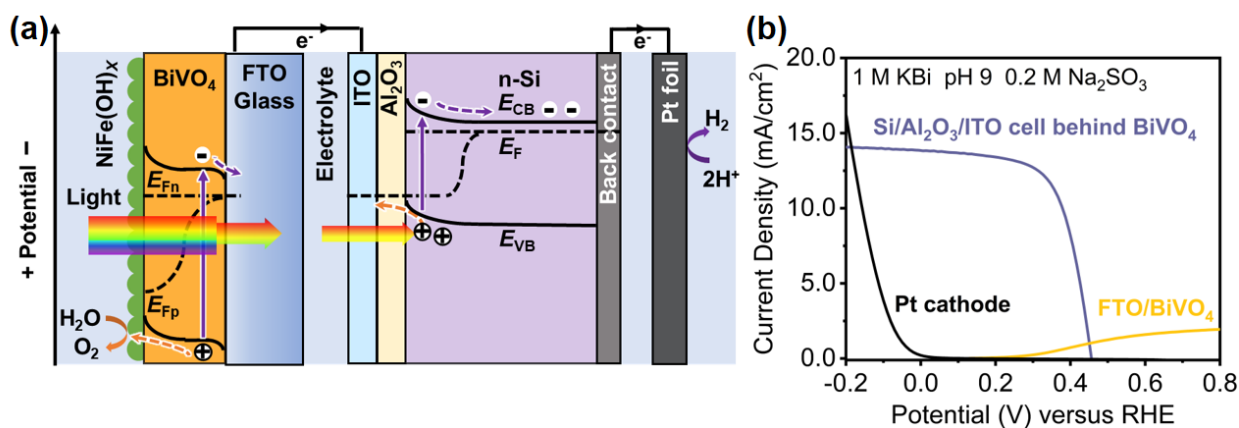 (a)
+ Potential −
NiFe(OH)X
BiVO4
FTO
Glass
e-
Electrolyte
ITO
Al2O3
n-Si
Back contact
e-
Pt foil
ECB
EF
EVB
EFn
Light
EFp
H2O
O2
H2
2H+
(b)
Current Density (mA/cm2)
20.0
15.0
10.0
5.0
0.0
1 M KBi pH 9 0.2 M Na2SO3
Si/Al2O3/ITO cell behind BiVO4
Pt cathode
FTO/BiVO4
-0.2 0.0 0.2 0.4 0.6 0.8
Potential (V) versus RHE